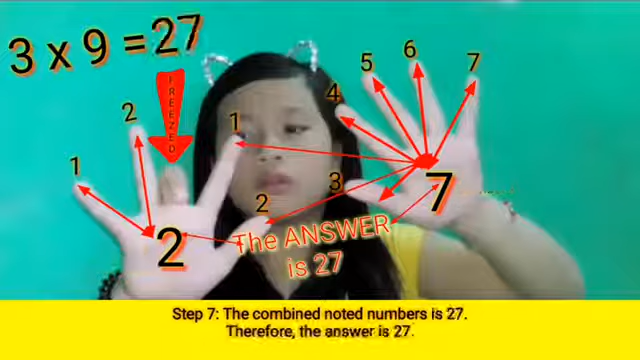 3 x 9 =27
FREEZED
5
6
7
4
2
1
1
2
3
2
7
The ANSWER
is 27
Step 7: The combined noted numbers is 27.
Therefore, the answer is 27.